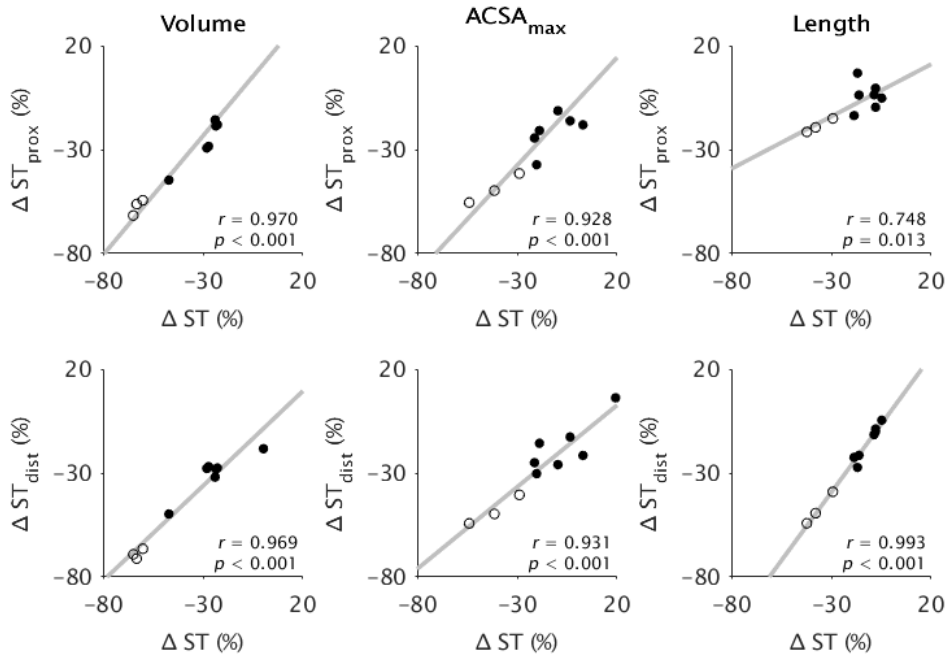 Volume
ACSAmax
Length
20
−30
−80
Δ STprox (%)
r = 0.970
p < 0.001
−80 −30 20
Δ ST (%)
20
−30
−80
Δ STprox (%)
r = 0.928
p < 0.001
−80 −30 20
Δ ST (%)
20
−30
−80
Δ STprox (%)
r = 0.748
p = 0.013
−80 −30 20
Δ ST (%)
20
−30
−80
Δ STdist (%)
r = 0.969
p < 0.001
−80 −30 20
Δ ST (%)
20
−30
−80
Δ STdist (%)
r = 0.931
p < 0.001
−80 −30 20
Δ ST (%)
20
−30
−80
Δ STdist (%)
r = 0.993
p < 0.001
−80 −30 20
Δ ST (%)